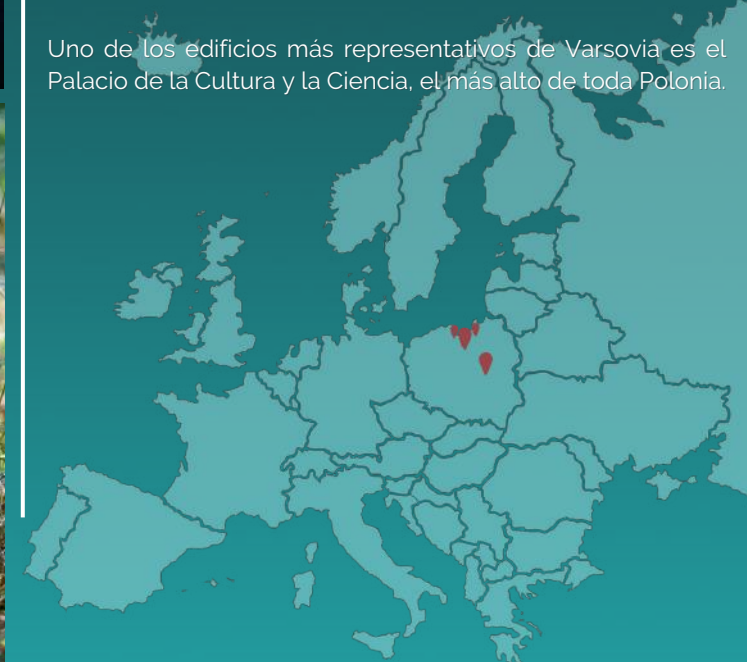 Uno de los edificios más representativos de Varsovia es el
Palacio de la Cultura y la Ciencia, el más alto de toda Polonia.